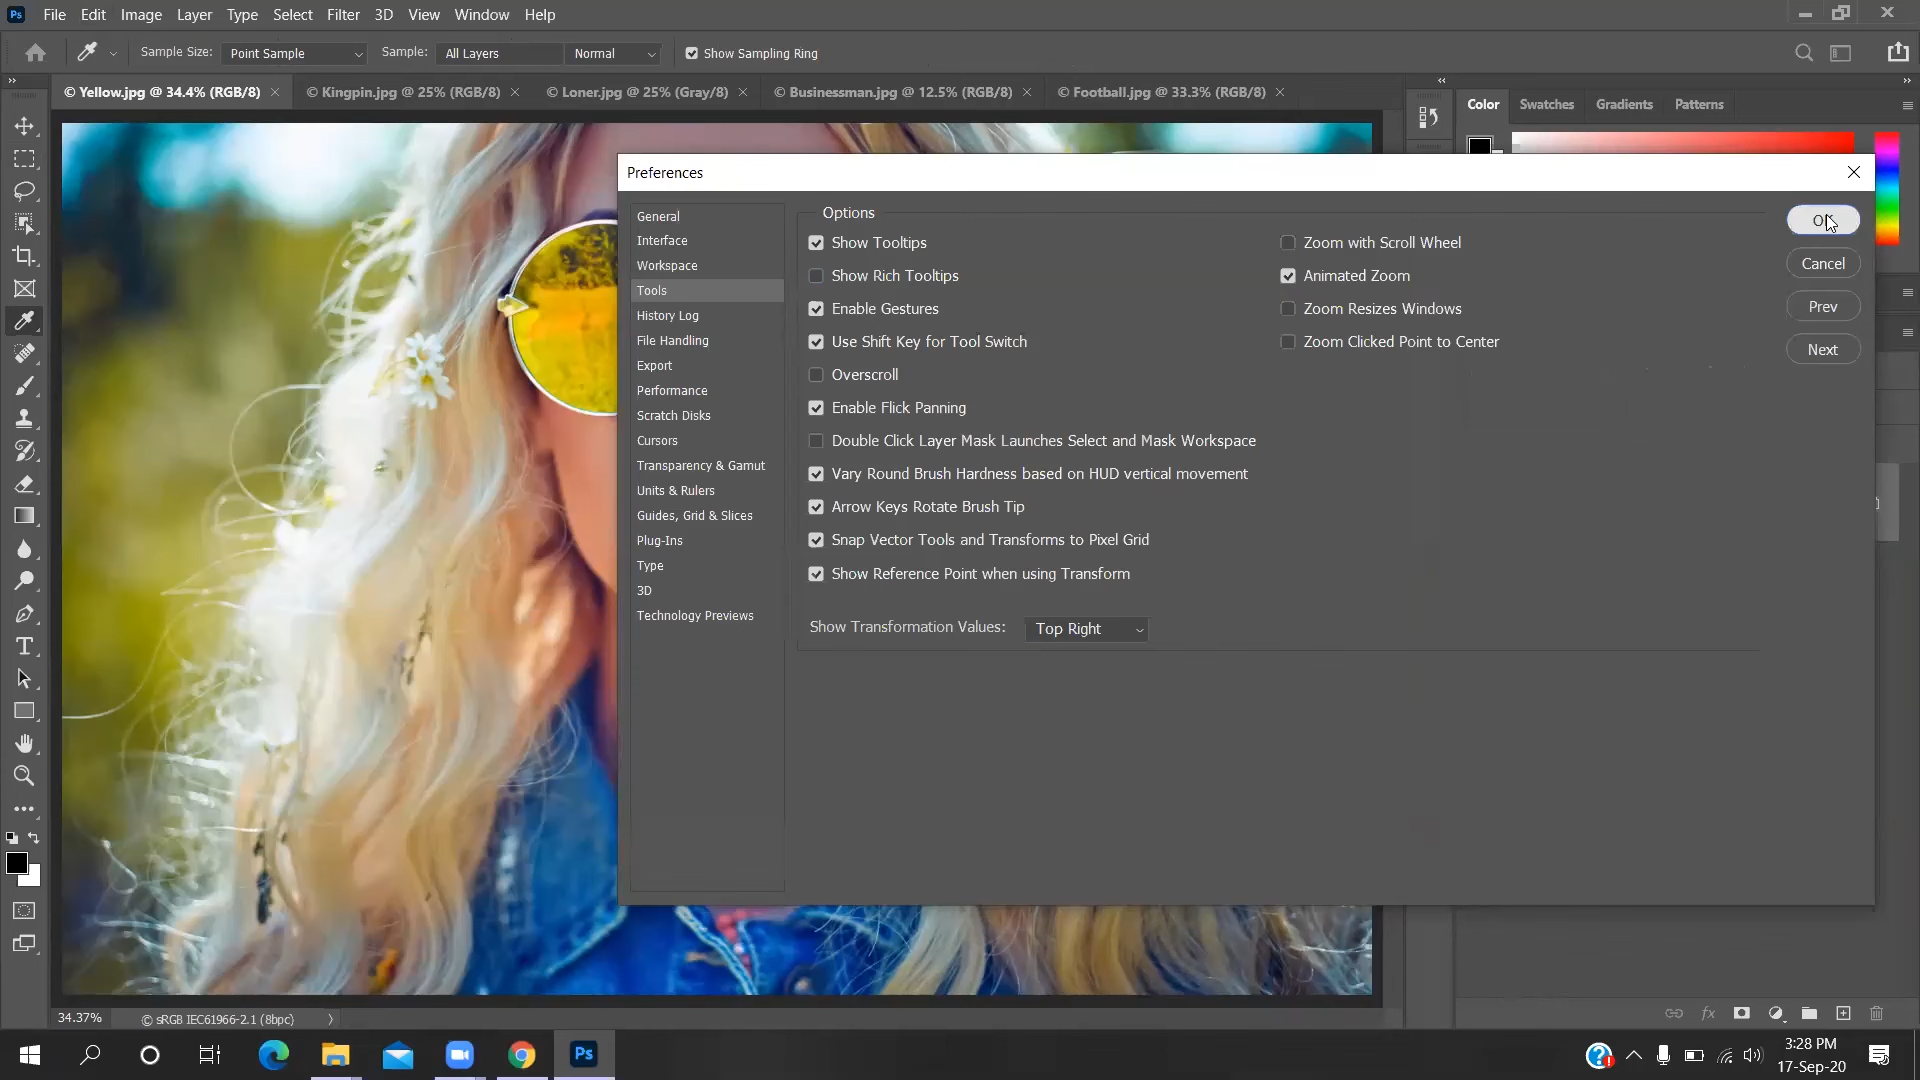 Ps File Edit Image Layer Type Select Filter 3D View Window Help
Sample Size: Point Sample Sample: All Layers Normal Show Sampling Ring
© Yellow.jpg @ 34.4% (RGB/8) © Kingpin.jpg @ 25% (RGB/8) © Loner.jpg @ 25% (Gray/8) © Businessman.jpg @ 12.5% (RGB/8) © Football.jpg @ 33.3% (RGB/8)
Color Swatches Gradients Patterns
Preferences
General
Interface
Workspace
Tools
History Log
File Handling
Export
Performance
Scratch Disks
Cursors
Transparency & Gamut
Units & Rulers
Guides, Grid & Slices
Plug-Ins
Type
3D
Technology Previews
Options
Show Tooltips
Show Rich Tooltips
Enable Gestures
Use Shift Key for Tool Switch
Overscroll
Enable Flick Panning
Double Click Layer Mask Launches Select and Mask Workspace
Vary Round Brush Hardness based on HUD vertical movement
Arrow Keys Rotate Brush Tip
Snap Vector Tools and Transforms to Pixel Grid
Show Reference Point when using Transform
Show Transformation Values: Top Right
Zoom with Scroll Wheel
Animated Zoom
Zoom Resizes Windows
Zoom Clicked Point to Center
OK
Cancel
Prev
Next
34.37% © sRGB IEC61966-2.1 (8bpc)
fx
Ps
3:28 PM
17-Sep-20